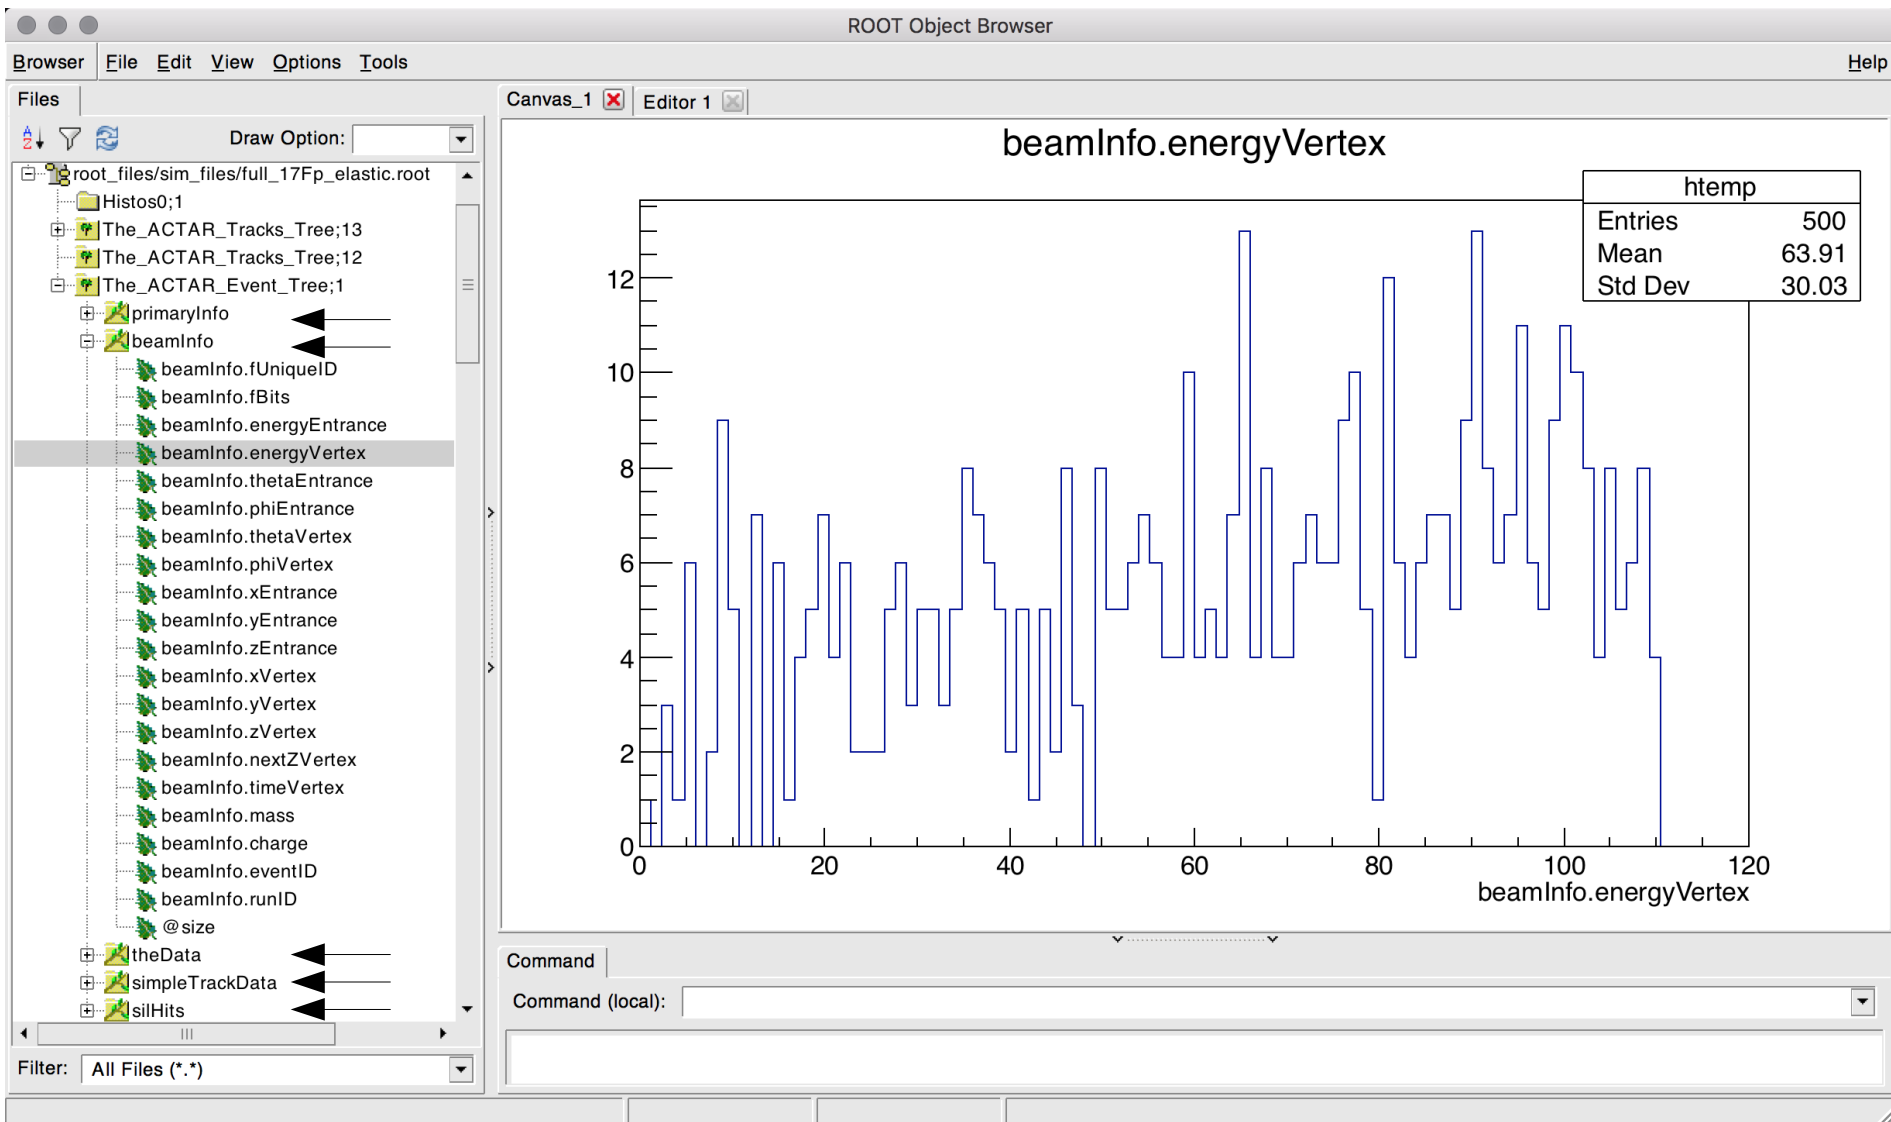 ROOT Object Browser
Browser File Edit View Options Tools Help
Files
Draw Option:
root_files/sim_files/full_17Fp_elastic.root
Histos0;1
The_ACTAR_Tracks_Tree;13
The_ACTAR_Tracks_Tree;12
The_ACTAR_Event_Tree;1
primaryInfo
beamInfo
beamInfo.fUniqueID
beamInfo.fBits
beamInfo.energyEntrance
beamInfo.energyVertex
beamInfo.thetaEntrance
beamInfo.phiEntrance
beamInfo.thetaVertex
beamInfo.phiVertex
beamInfo.xEntrance
beamInfo.yEntrance
beamInfo.zEntrance
beamInfo.xVertex
beamInfo.yVertex
beamInfo.zVertex
beamInfo.nextZVertex
beamInfo.timeVertex
beamInfo.mass
beamInfo.charge
beamInfo.eventID
beamInfo.runID
@size
theData
simpleTrackData
silHits
Filter: All Files (*.*)
Canvas_1 Editor 1
beamInfo.energyVertex
htemp
Entries 500
Mean 63.91
Std Dev 30.03
12
10
8
6
4
2
0
0 20 40 60 80 100 120
beamInfo.energyVertex
Command
Command (local):